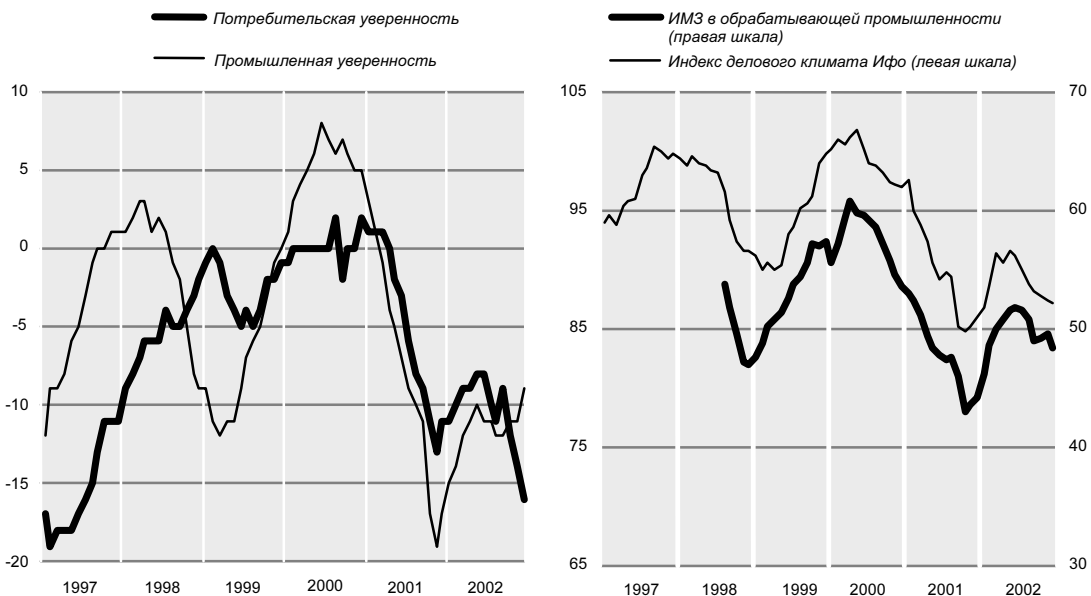 Потребительская уверенность
Промышленная уверенность
10
5
0
-5
-10
-15
-20
1997 1998 1999 2000 2001 2002
ИМЗ в обрабатывающей промышленности
(правая шкала)
Индекс делового климата Ифо (левая шкала)
105 70
95 60
85 50
75 40
65 30
1997 1998 1999 2000 2001 2002